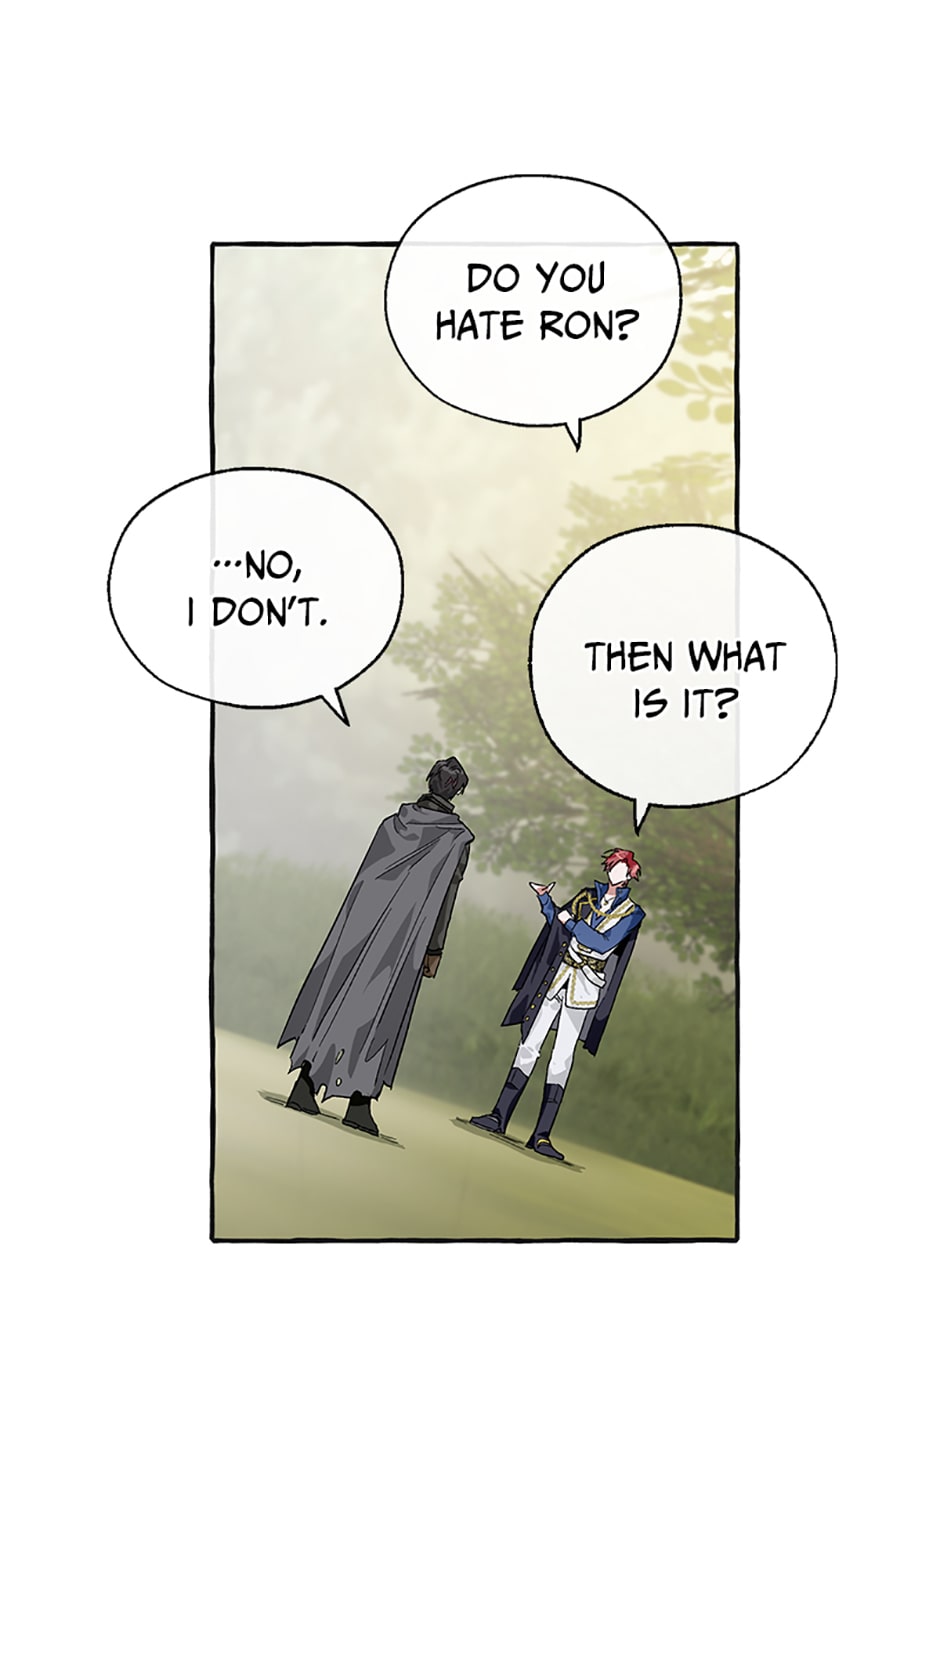 DO YOU
HATE RON?
...NO,
I DON'T.
THEN WHAT
IS IT?